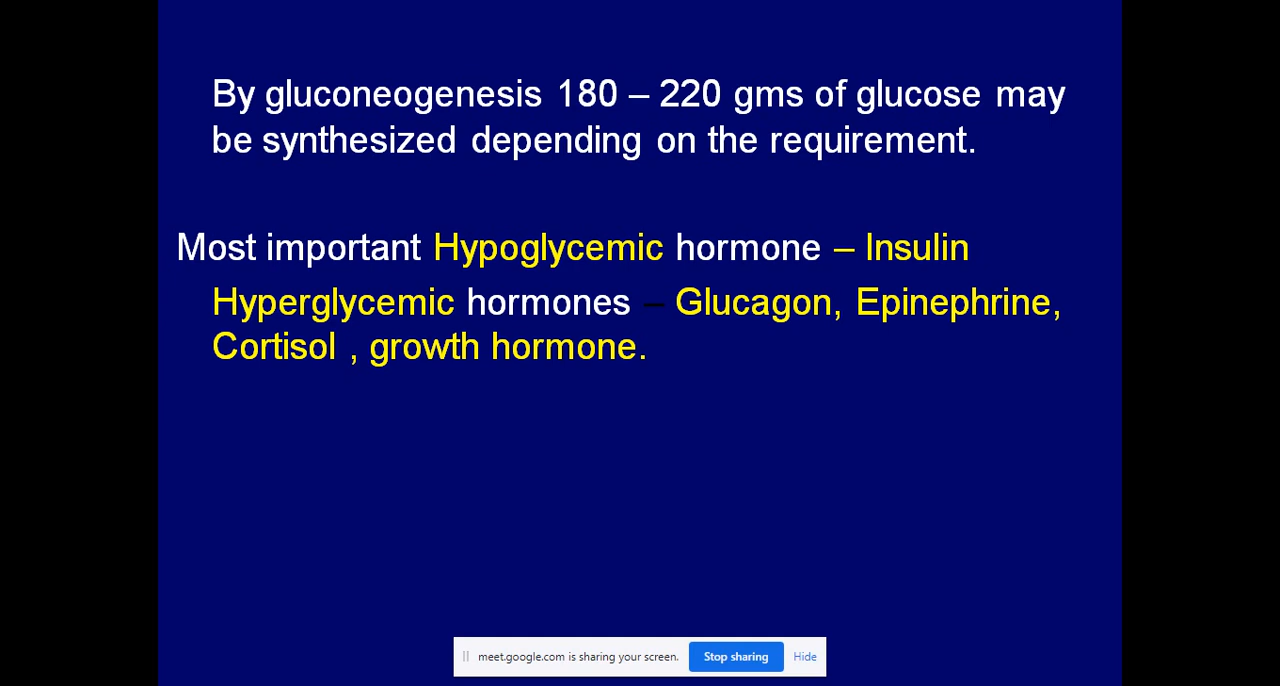 By gluconeogenesis 180 – 220 gms of glucose may
be synthesized depending on the requirement.
Most important Hypoglycemic hormone – Insulin
Hyperglycemic hormones – Glucagon, Epinephrine,
Cortisol , growth hormone.
meet.google.com is sharing your screen. Stop sharing Hide